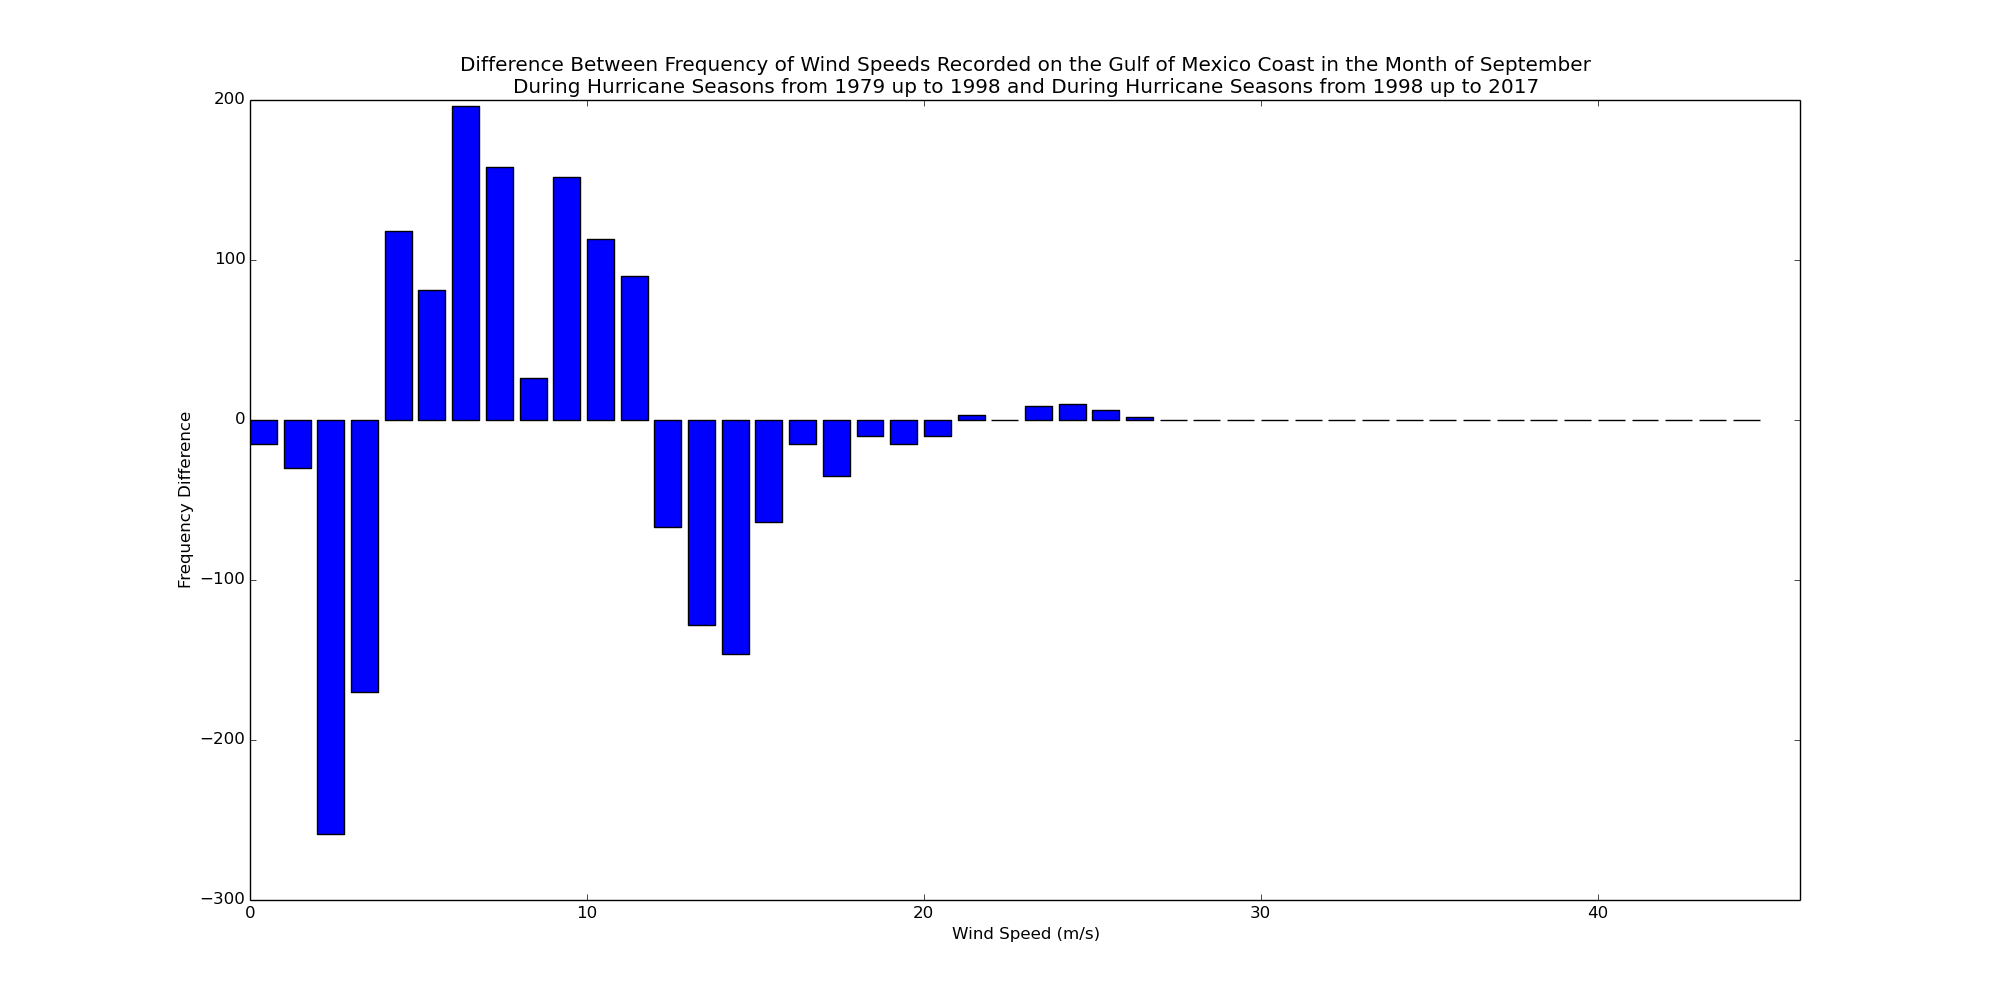 Difference Between Frequency of Wind Speeds Recorded on the Gulf of Mexico Coast in the Month of September
During Hurricane Seasons from 1979 up to 1998 and During Hurricane Seasons from 1998 up to 2017
200
100
0
−100
−200
−300
Frequency Difference
0 10 20 30 40
Wind Speed (m/s)